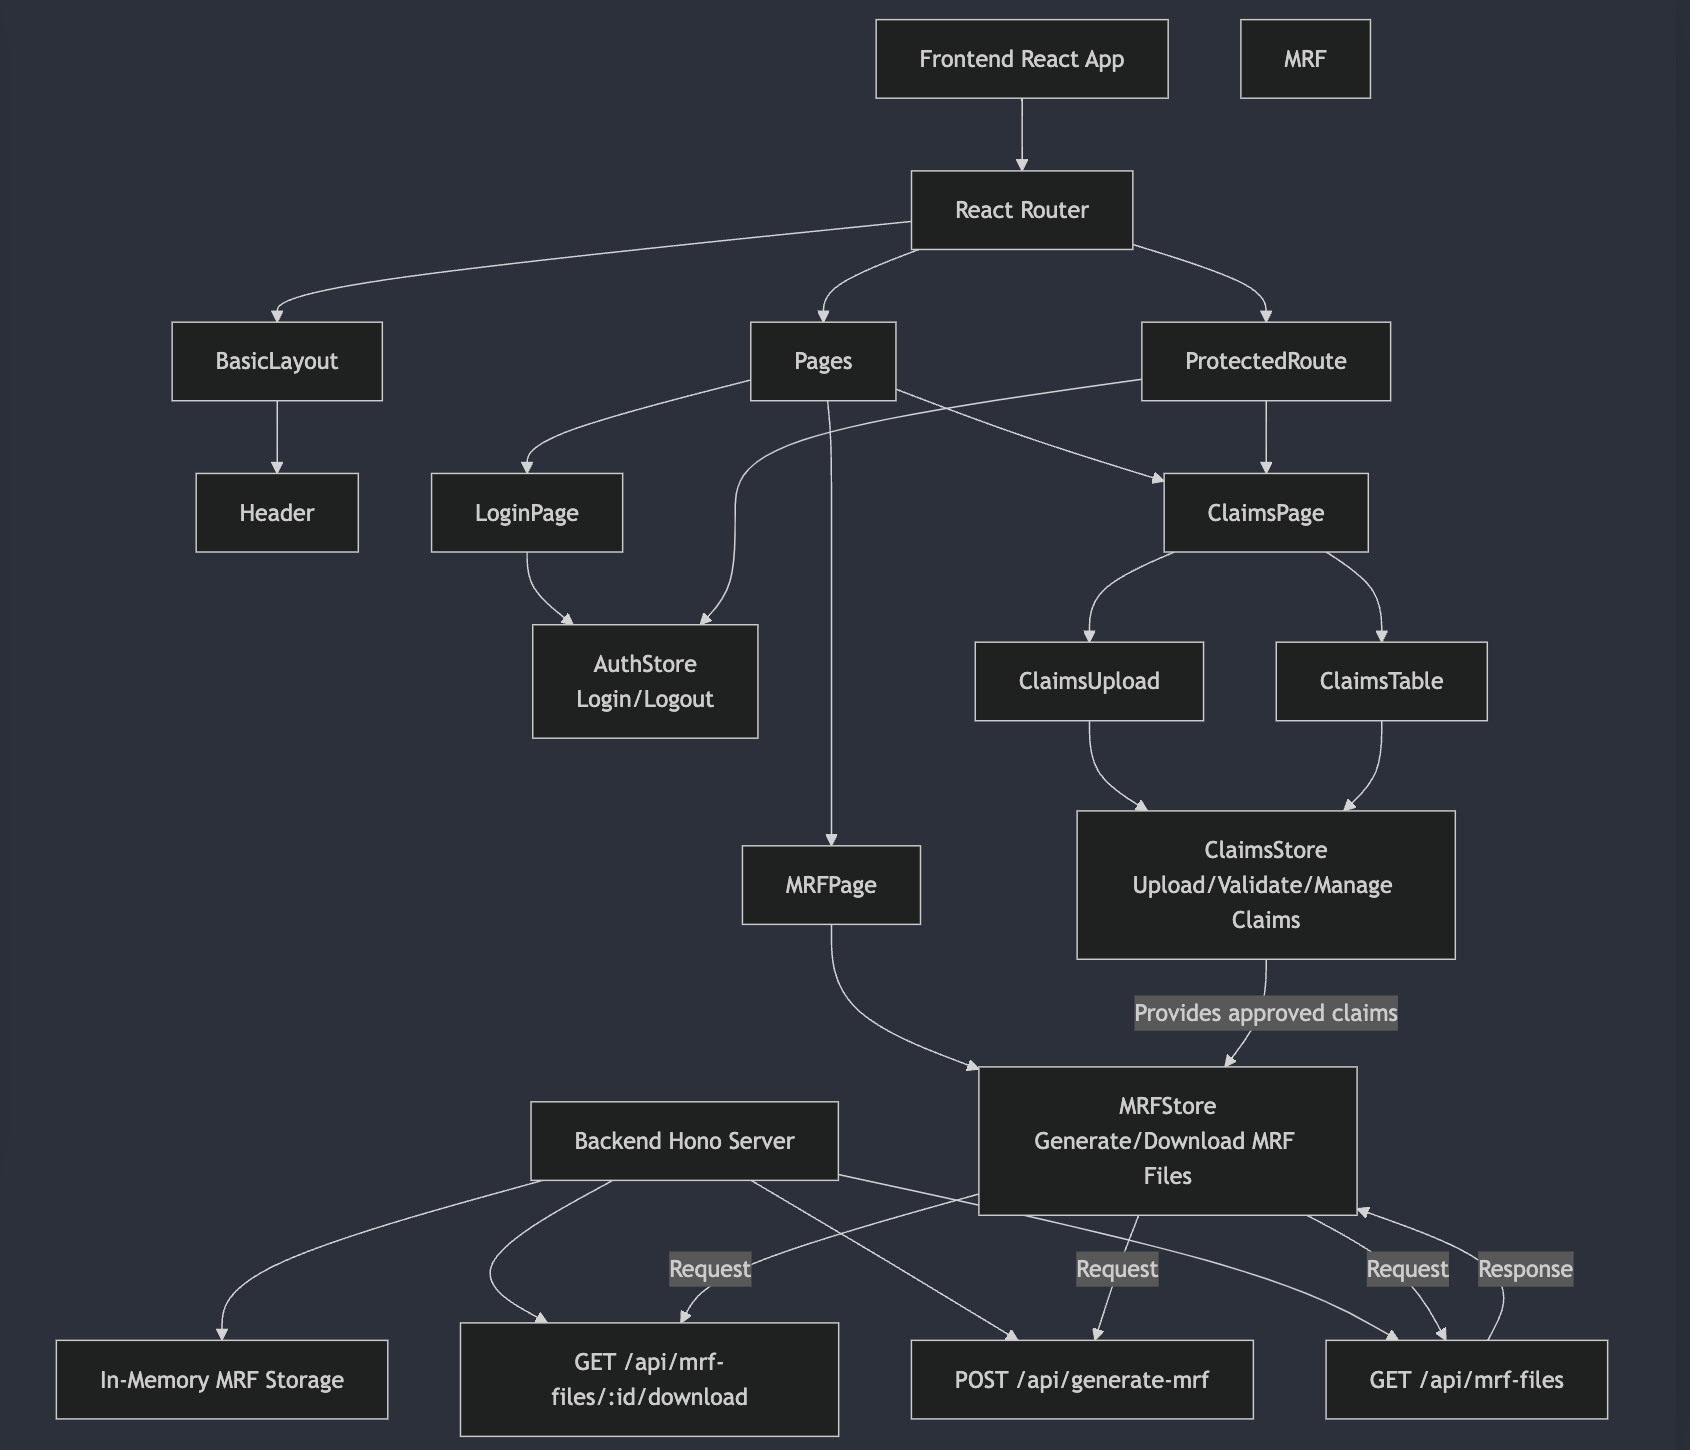 Frontend React App
MRF
React Router
BasicLayout
Pages
ProtectedRoute
Header
LoginPage
ClaimsPage
AuthStore
Login/Logout
ClaimsUpload
ClaimsTable
MRFPage
ClaimsStore
Upload/Validate/Manage
Claims
Provides approved claims
Backend Hono Server
MRFStore
Generate/Download MRF
Files
Request
Request
Request
Response
In-Memory MRF Storage
GET /api/mrf-
files/:id/download
POST /api/generate-mrf
GET /api/mrf-files